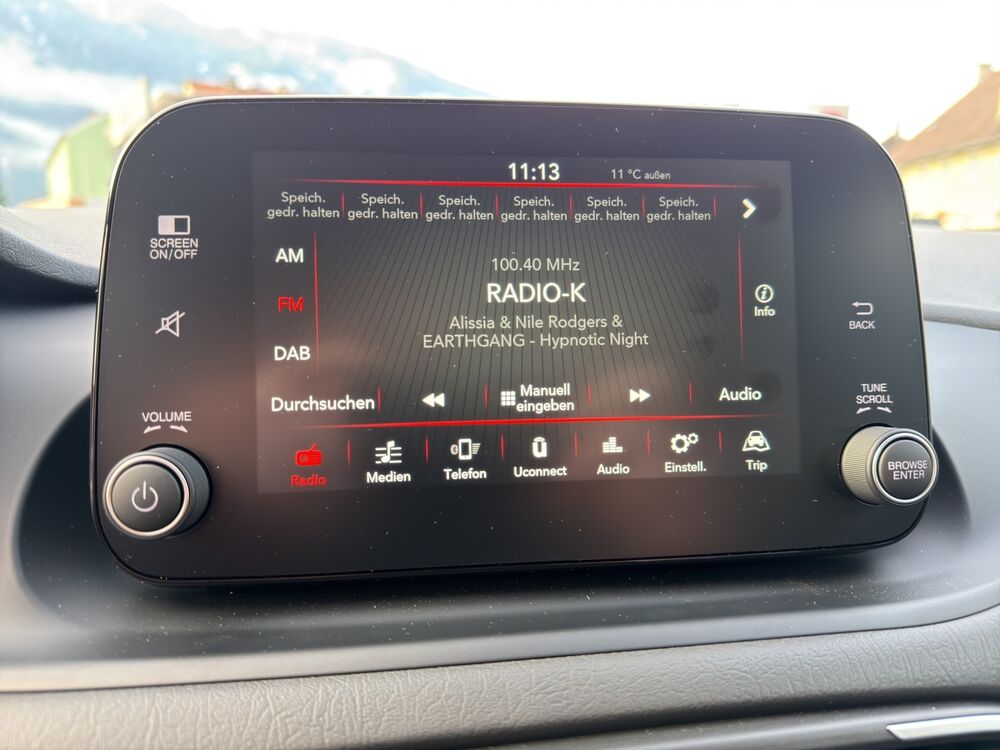 11:13
11 °C außen
Speich.
gedr. halten
Speich.
gedr. halten
Speich.
gedr. halten
Speich.
gedr. halten
Speich.
gedr. halten
Speich.
gedr. halten
SCREEN
ON/OFF
AM
FM
DAB
100.40 MHz
RADIO-K
Alissia & Nile Rodgers &
EARTHGANG - Hypnotic Night
Info
BACK
Durchsuchen
Manuell
eingeben
Audio
VOLUME
TUNE
SCROLL
BROWSE
ENTER
Radio
Medien
Telefon
Uconnect
Audio
Einstell.
Trip